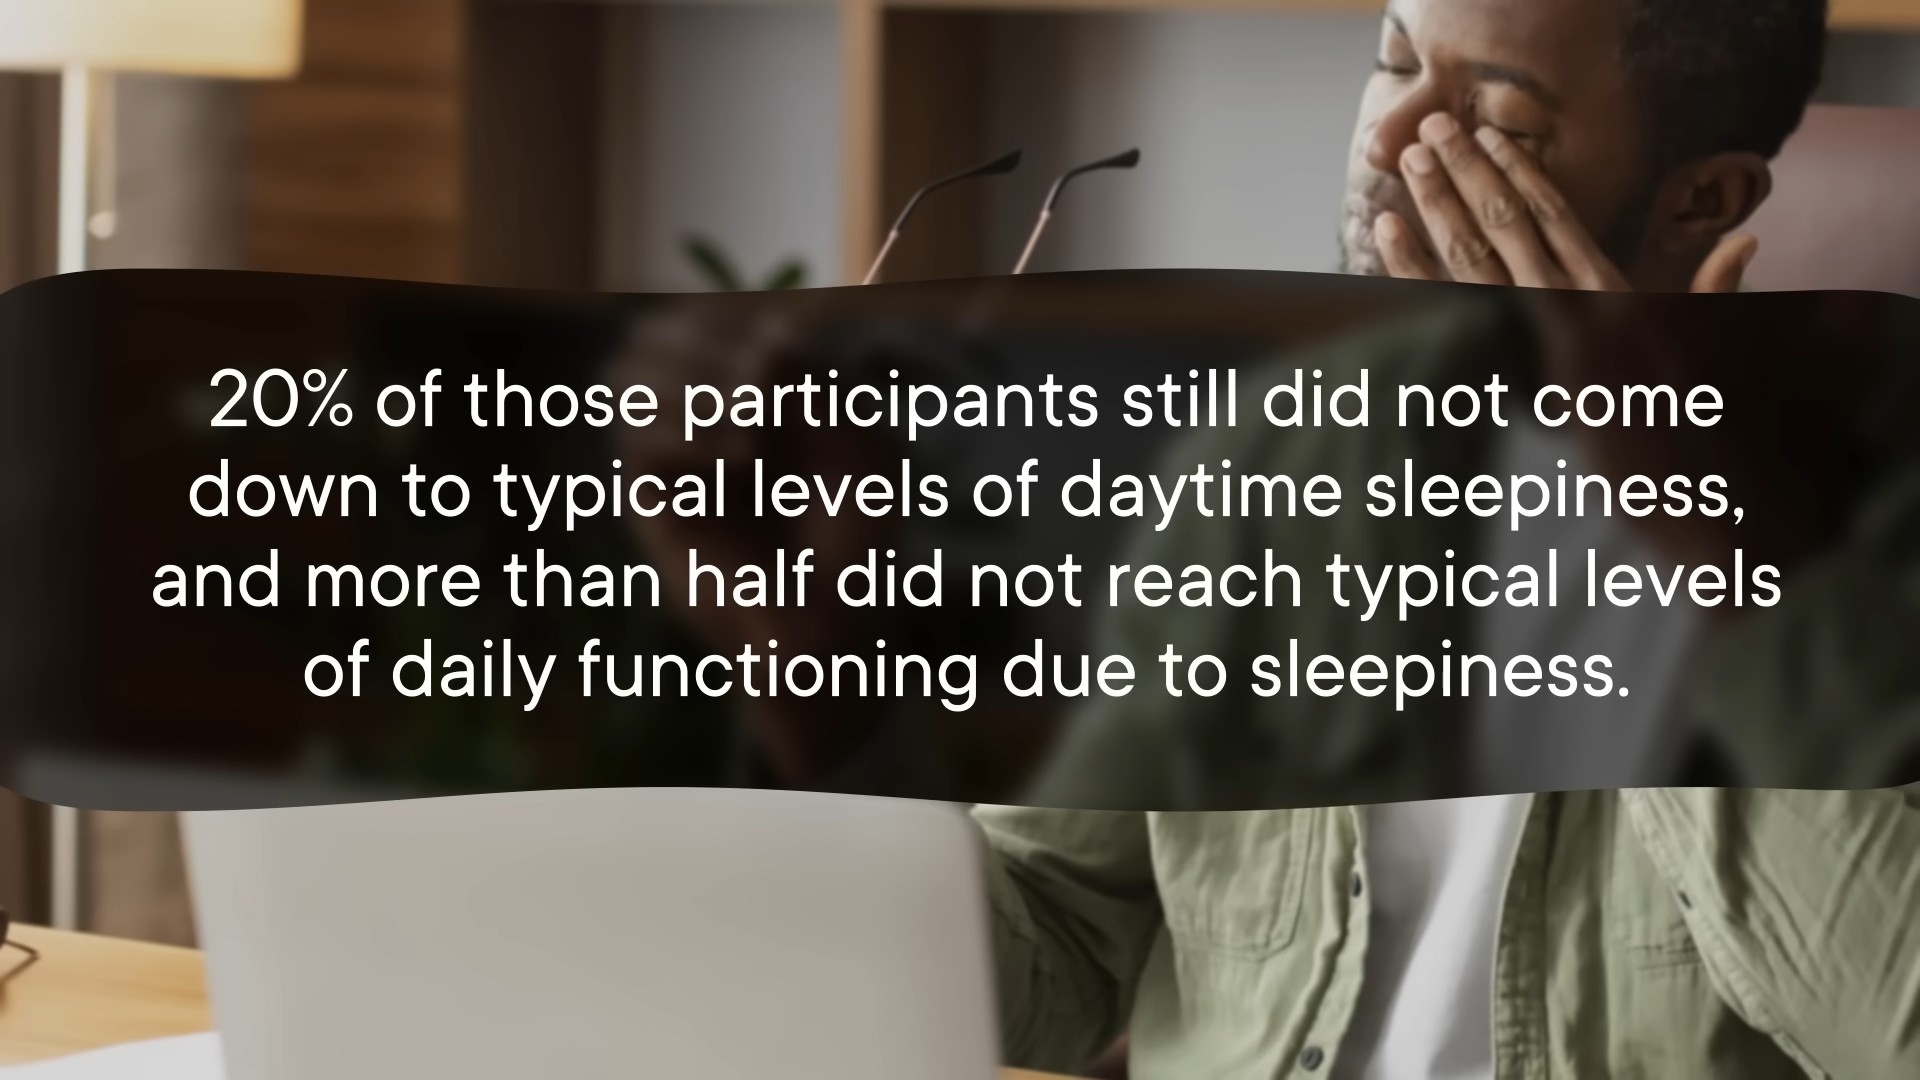 20% of those participants still did not come
down to typical levels of daytime sleepiness,
and more than half did not reach typical levels
of daily functioning due to sleepiness.